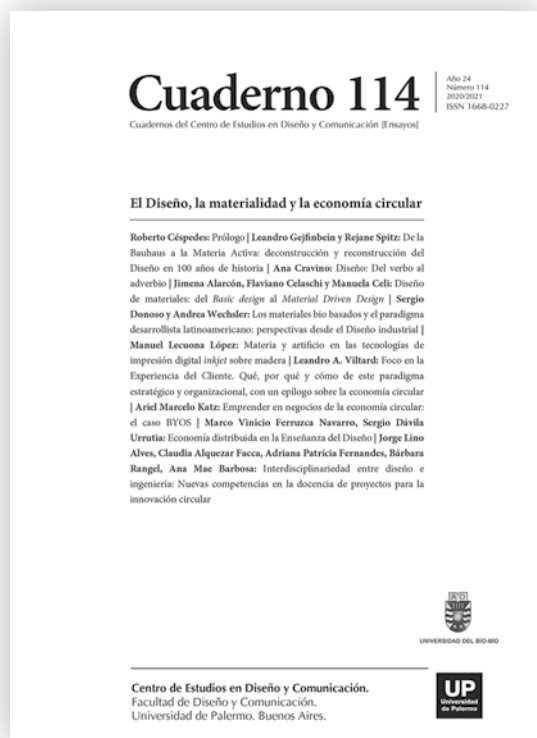 Cuaderno 114
Año 24
Número 114
2020/2021
ISSN 1668-0227
Cuadernos del Centro de Estudios en Diseño y Comunicación [Ensayos]
El Diseño, la materialidad y la economía circular
Roberto Céspedes: Prólogo | Leandro Gejfinbein y Rejane Spitz: De la
Bauhaus a la Materia Activa: deconstrucción y reconstrucción del
Diseño en 100 años de historia | Ana Cravino: Diseño: Del verbo al
adverbio | Jimena Alarcón, Flaviano Celaschi y Manuela Celi: Diseño
de materiales: del Basic design al Material Driven Design | Sergio
Donoso y Andrea Wechsler: Los materiales bio basados y el paradigma
desarrollista latinoamericano: perspectivas desde el Diseño industrial |
Manuel Lecuona López: Materia y artificio en las tecnologías de
impresión digital inkjet sobre madera | Leandro A. Viltard: Foco en la
Experiencia del Cliente. Qué, por qué y cómo de este paradigma
estratégico y organizacional, con un epílogo sobre la economía circular
| Ariel Marcelo Katz: Emprender en negocios de la economía circular:
el caso BYOS | Marco Vinicio Ferruzca Navarro, Sergio Dávila
Urrutia: Economía distribuida en la Enseñanza del Diseño | Jorge Lino
Alves, Claudia Alquezar Facca, Adriana Patrícia Fernandes, Bárbara
Rangel, Ana Mae Barbosa: Interdisciplinariedad entre diseño e
ingeniería: Nuevas competencias en la docencia de proyectos para la
innovación circular
UNIVERSIDAD DEL BÍO-BÍO
Centro de Estudios en Diseño y Comunicación.
Facultad de Diseño y Comunicación.
Universidad de Palermo. Buenos Aires.
UP
Universidad
de Palermo